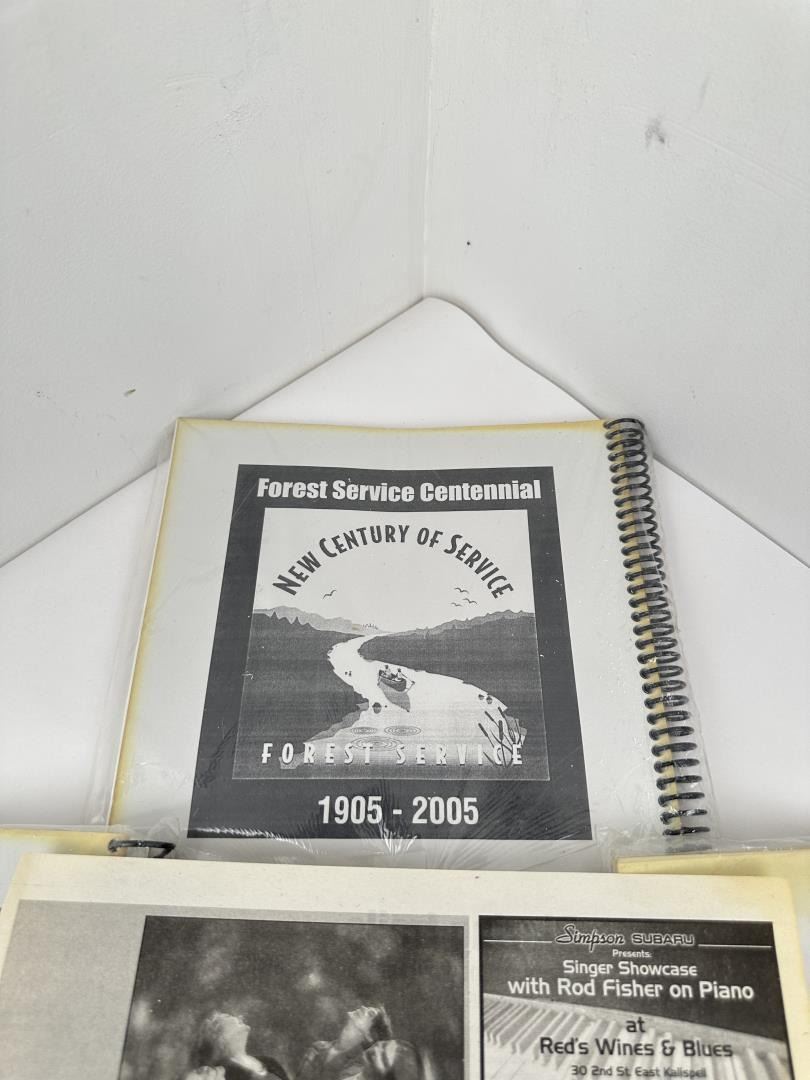 Forest Service Centennial
NEW CENTURY OF SERVICE
FOREST SERVICE
1905 - 2005
Simpson SUBARU
Presents:
Singer Showcase
with Rod Fisher on Piano
at
Red's Wines & Blues
30 2nd St. East Kalispell